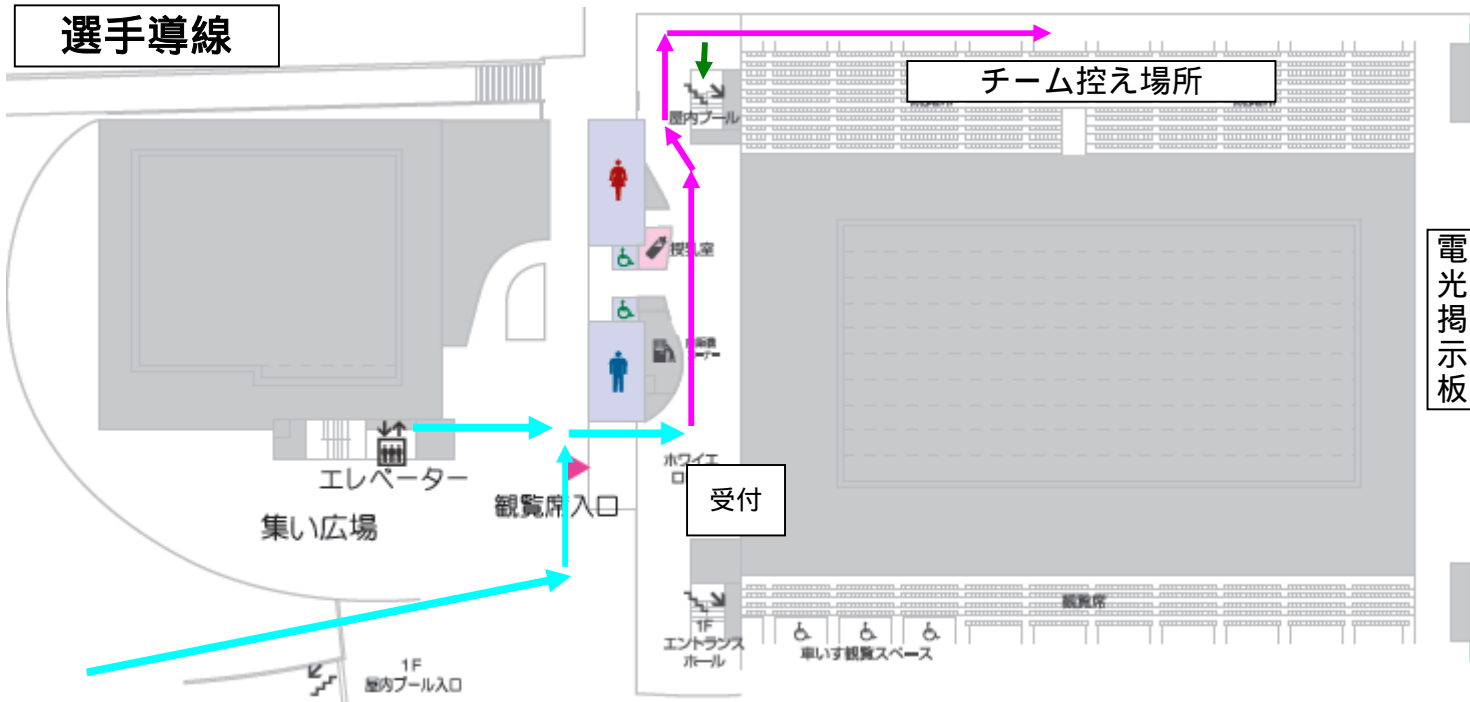 選手導線
チーム控え場所
屋内プール
授乳室
電光掲示板
エレベーター
ホワイエ
観覧席入口
受付
集い広場
観覧席
1F
エントランス
ホール
車いす観覧スペース
1F
屋内プール入口